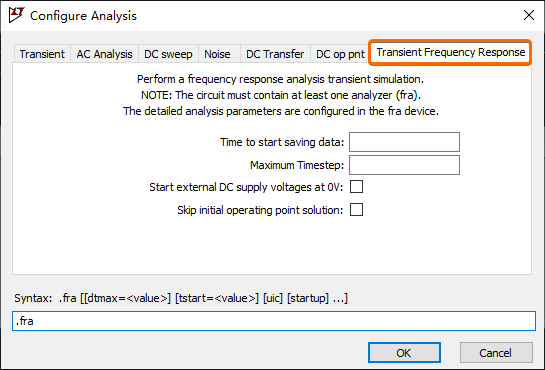 Configure Analysis
Transient AC Analysis DC sweep Noise DC Transfer DC op pnt Transient Frequency Response
Perform a frequency response analysis transient simulation.
NOTE: The circuit must contain at least one analyzer (fra).
The detailed analysis parameters are configured in the fra device.
Time to start saving data:
Maximum Timestep:
Start external DC supply voltages at 0V:
Skip initial operating point solution:
Syntax: .fra [[dtmax=<value>] [tstart=<value>] [uic] [startup] ...]
.fra
OK Cancel